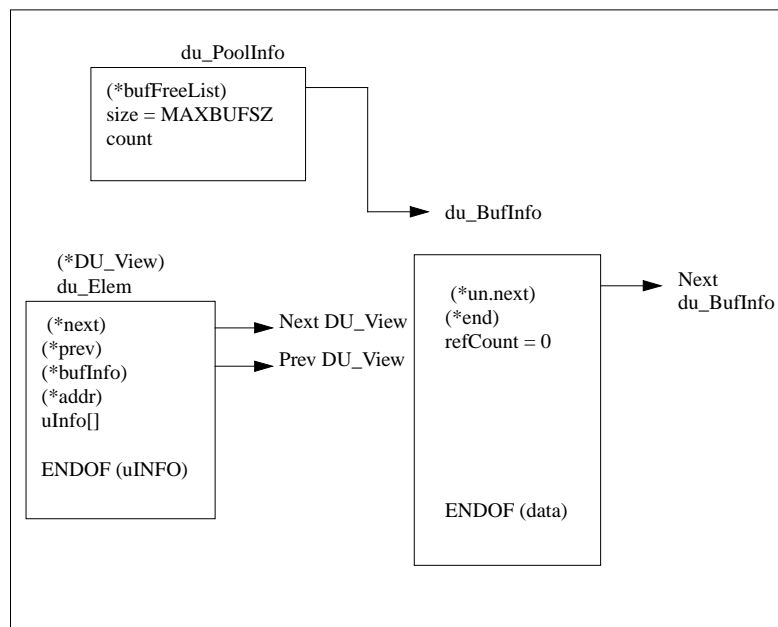 du_PoolInfo
(*bufFreeList)
size = MAXBUFSZ
count
du_BufInfo
(*DU_View)
du_Elem
(*next)
(*prev)
(*bufInfo)
(*addr)
uInfo[]
ENDOF (uINFO)
Next DU_View
Prev DU_View
(*un.next)
(*end)
refCount = 0
ENDOF (data)
Next
du_BufInfo